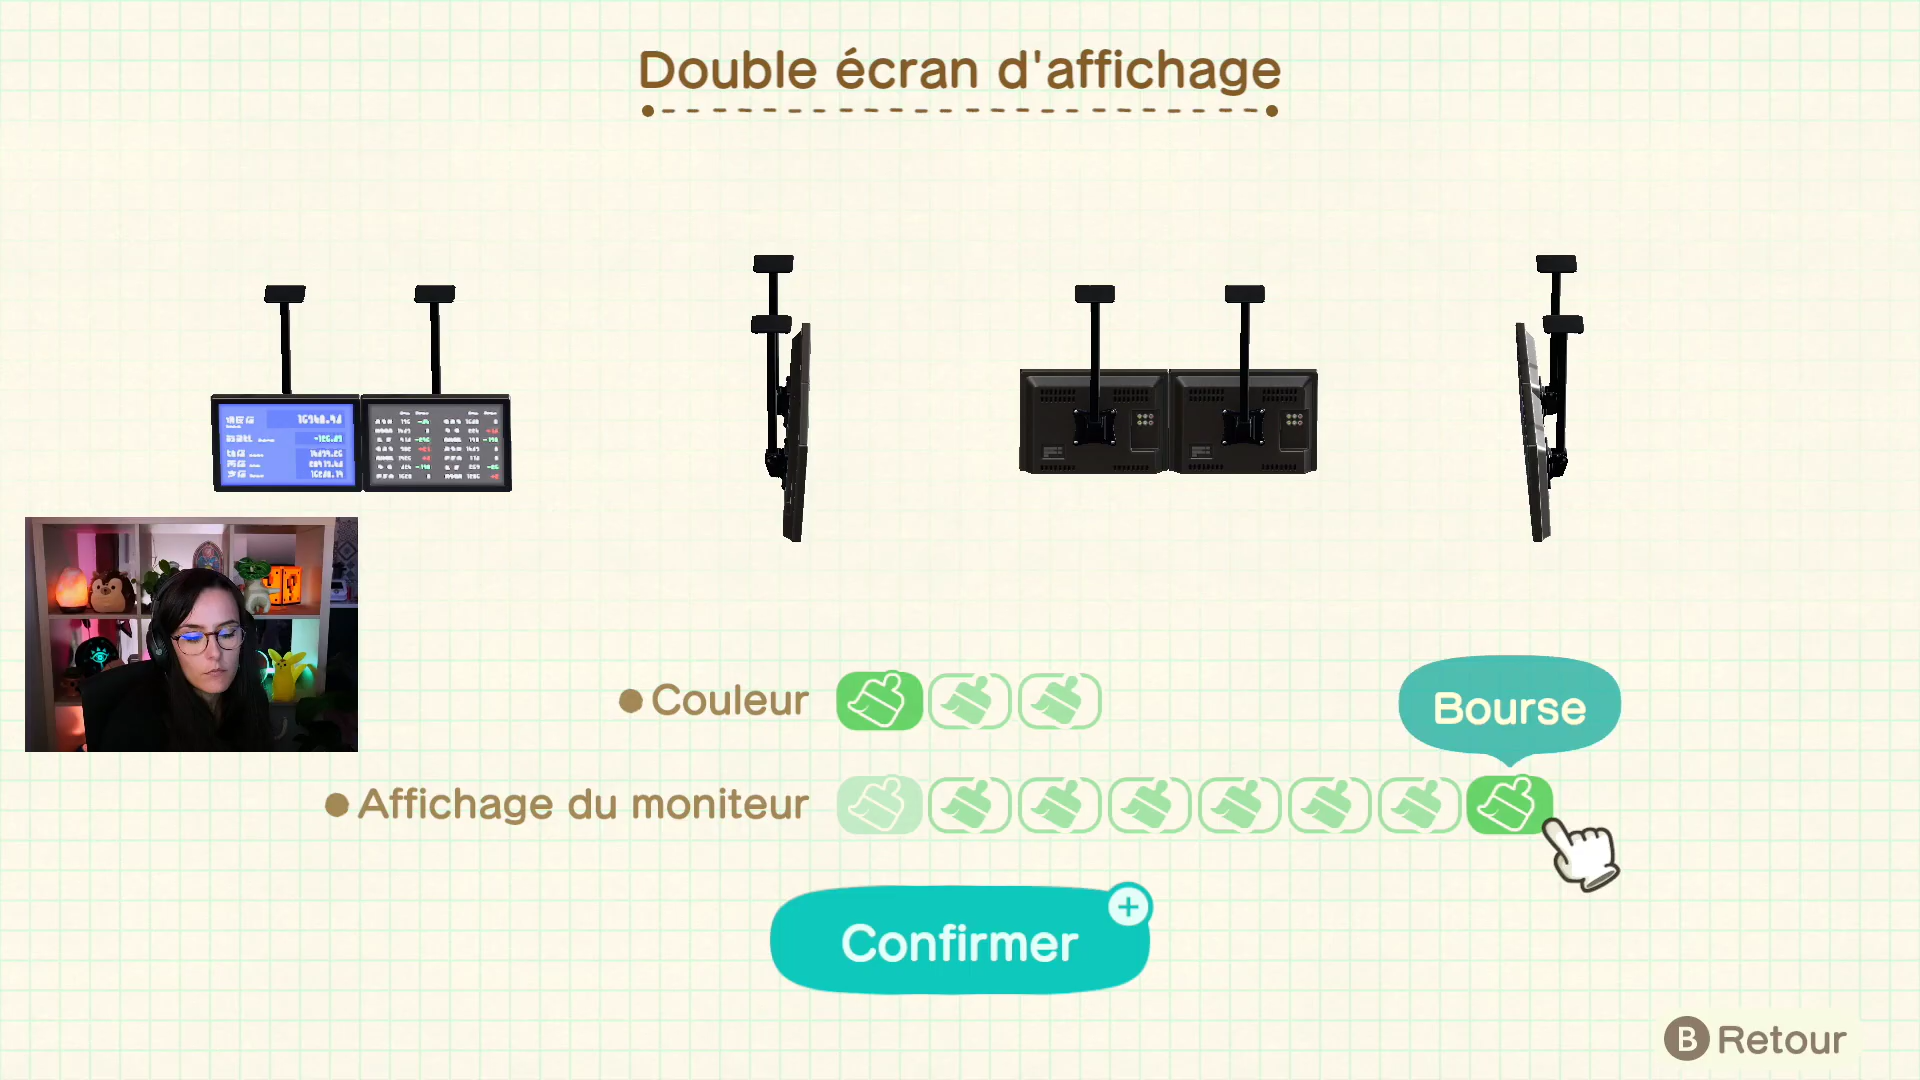 Double écran d'affichage
Couleur
Bourse
Affichage du moniteur
Confirmer
B Retour